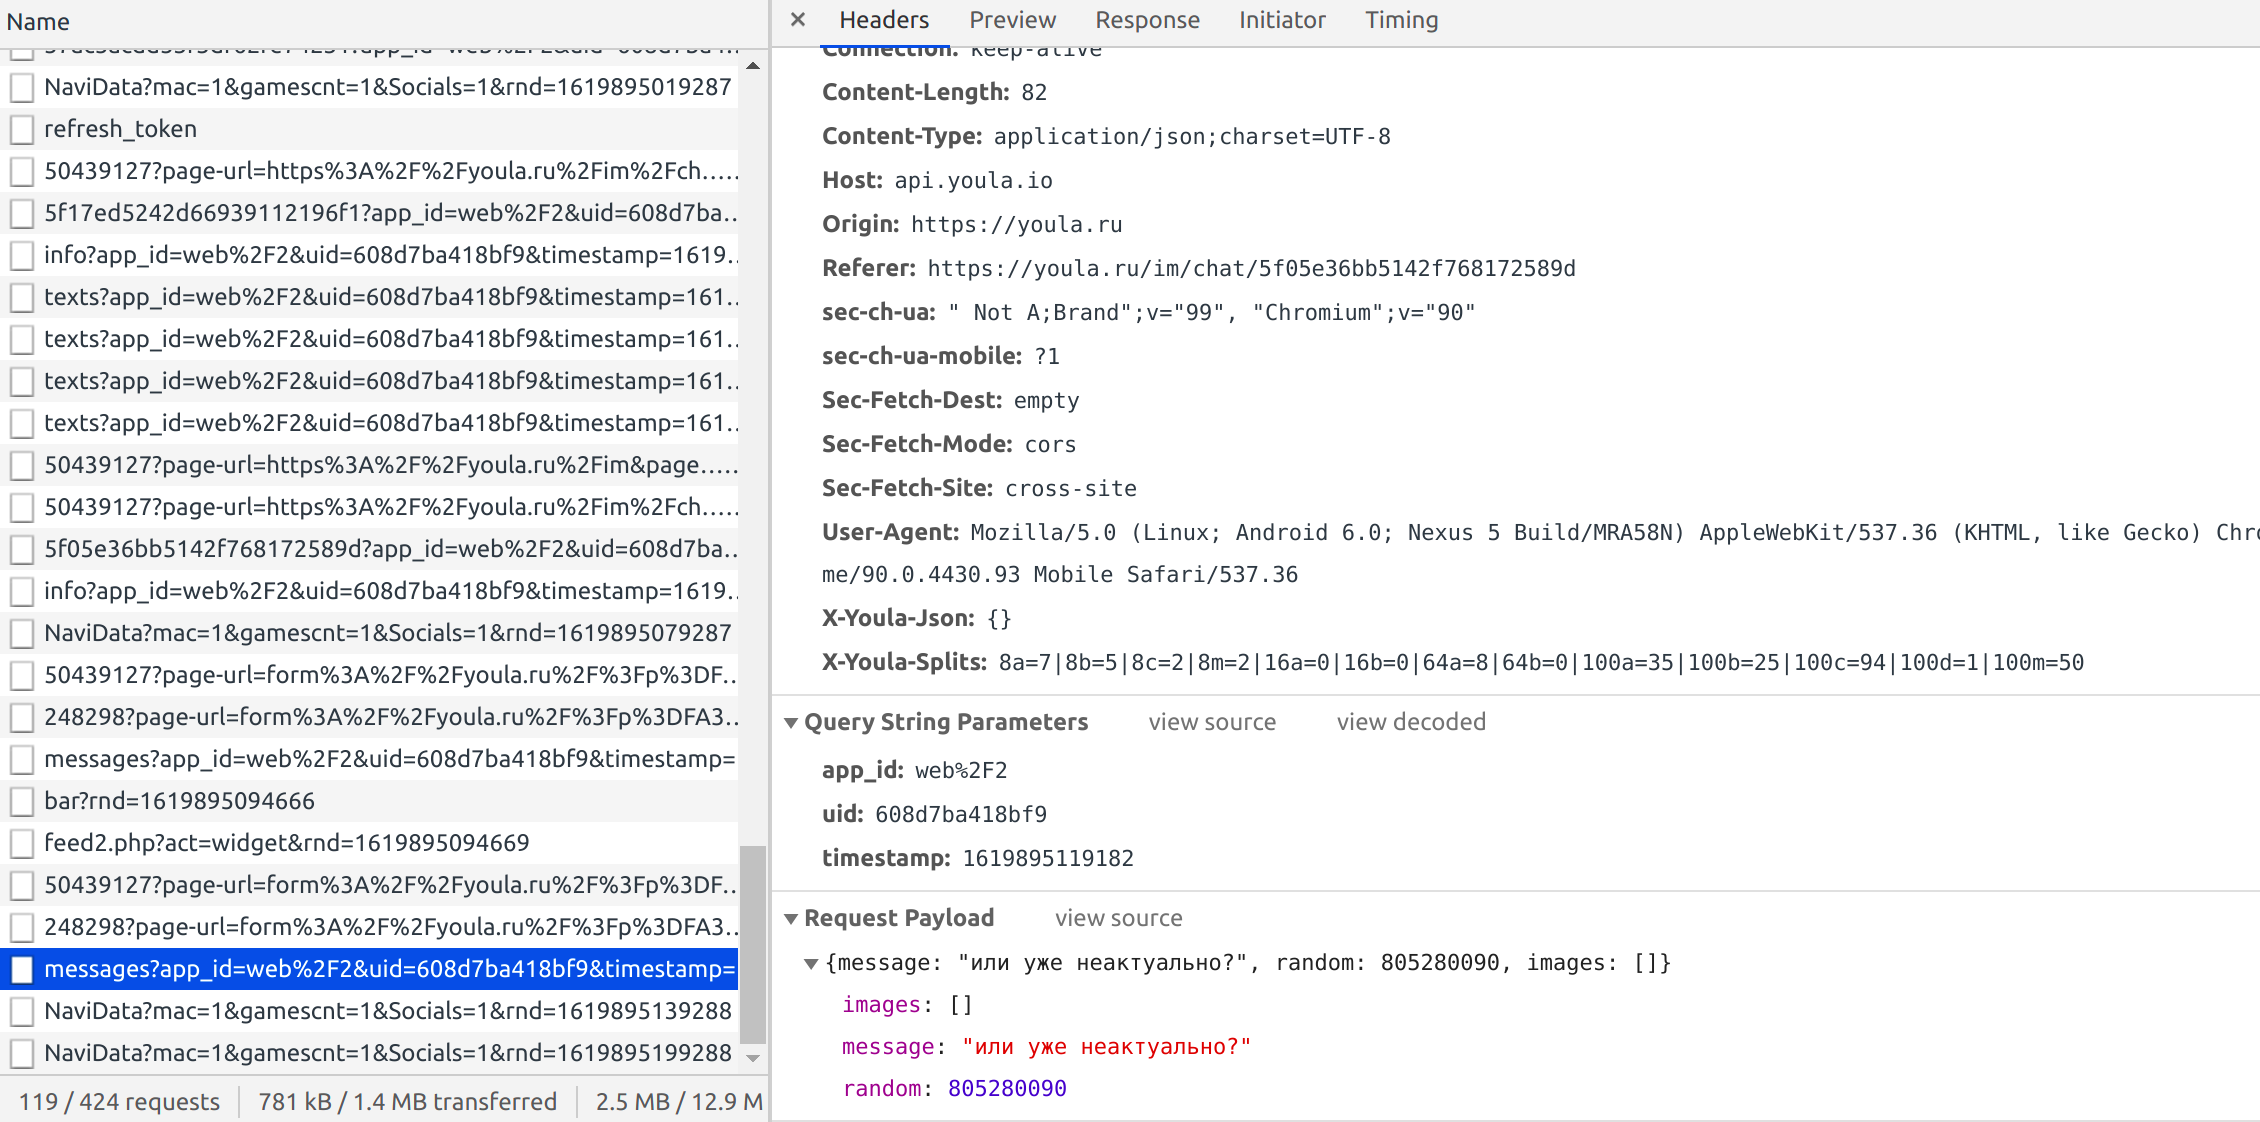 Name
NaviData?mac=1&gamescnt=1&Socials=1&rnd=1619895019287
refresh_token
50439127?page-url=https%3A%2F%2Fyoula.ru%2Fim%2Fch.....
5f17ed5242d66939112196f1?app_id=web%2F2&uid=608d7ba..
info?app_id=web%2F2&uid=608d7ba418bf9&timestamp=1619..
texts?app_id=web%2F2&uid=608d7ba418bf9&timestamp=161..
texts?app_id=web%2F2&uid=608d7ba418bf9&timestamp=161..
texts?app_id=web%2F2&uid=608d7ba418bf9&timestamp=161..
texts?app_id=web%2F2&uid=608d7ba418bf9&timestamp=161..
50439127?page-url=https%3A%2F%2Fyoula.ru%2Fim&page.....
50439127?page-url=https%3A%2F%2Fyoula.ru%2Fim%2Fch.....
5f05e36bb5142f768172589d?app_id=web%2F2&uid=608d7ba..
info?app_id=web%2F2&uid=608d7ba418bf9&timestamp=1619..
NaviData?mac=1&gamescnt=1&Socials=1&rnd=1619895079287
50439127?page-url=form%3A%2F%2Fyoula.ru%2F%3Fp%3DF..
248298?page-url=form%3A%2F%2Fyoula.ru%2F%3Fp%3DFA3..
messages?app_id=web%2F2&uid=608d7ba418bf9&timestamp=
bar?rnd=1619895094666
feed2.php?act=widget&rnd=1619895094669
50439127?page-url=form%3A%2F%2Fyoula.ru%2F%3Fp%3DF..
248298?page-url=form%3A%2F%2Fyoula.ru%2F%3Fp%3DFA3..
messages?app_id=web%2F2&uid=608d7ba418bf9&timestamp=
NaviData?mac=1&gamescnt=1&Socials=1&rnd=1619895139288
NaviData?mac=1&gamescnt=1&Socials=1&rnd=1619895199288
119 / 424 requests 781 kB / 1.4 MB transferred 2.5 MB / 12.9 M
× Headers Preview Response Initiator Timing
Connection: keep-alive
Content-Length: 82
Content-Type: application/json;charset=UTF-8
Host: api.youla.io
Origin: https://youla.ru
Referer: https://youla.ru/im/chat/5f05e36bb5142f768172589d
sec-ch-ua: " Not A;Brand";v="99", "Chromium";v="90"
sec-ch-ua-mobile: ?1
Sec-Fetch-Dest: empty
Sec-Fetch-Mode: cors
Sec-Fetch-Site: cross-site
User-Agent: Mozilla/5.0 (Linux; Android 6.0; Nexus 5 Build/MRA58N) AppleWebKit/537.36 (KHTML, like Gecko) Chro
me/90.0.4430.93 Mobile Safari/537.36
X-Youla-Json: {}
X-Youla-Splits: 8a=7|8b=5|8c=2|8m=2|16a=0|16b=0|64a=8|64b=0|100a=35|100b=25|100c=94|100d=1|100m=50
Query String Parameters view source view decoded
app_id: web%2F2
uid: 608d7ba418bf9
timestamp: 1619895119182
Request Payload view source
{message: "или уже неактуально?", random: 805280090, images: []}
images: []
message: "или уже неактуально?"
random: 805280090